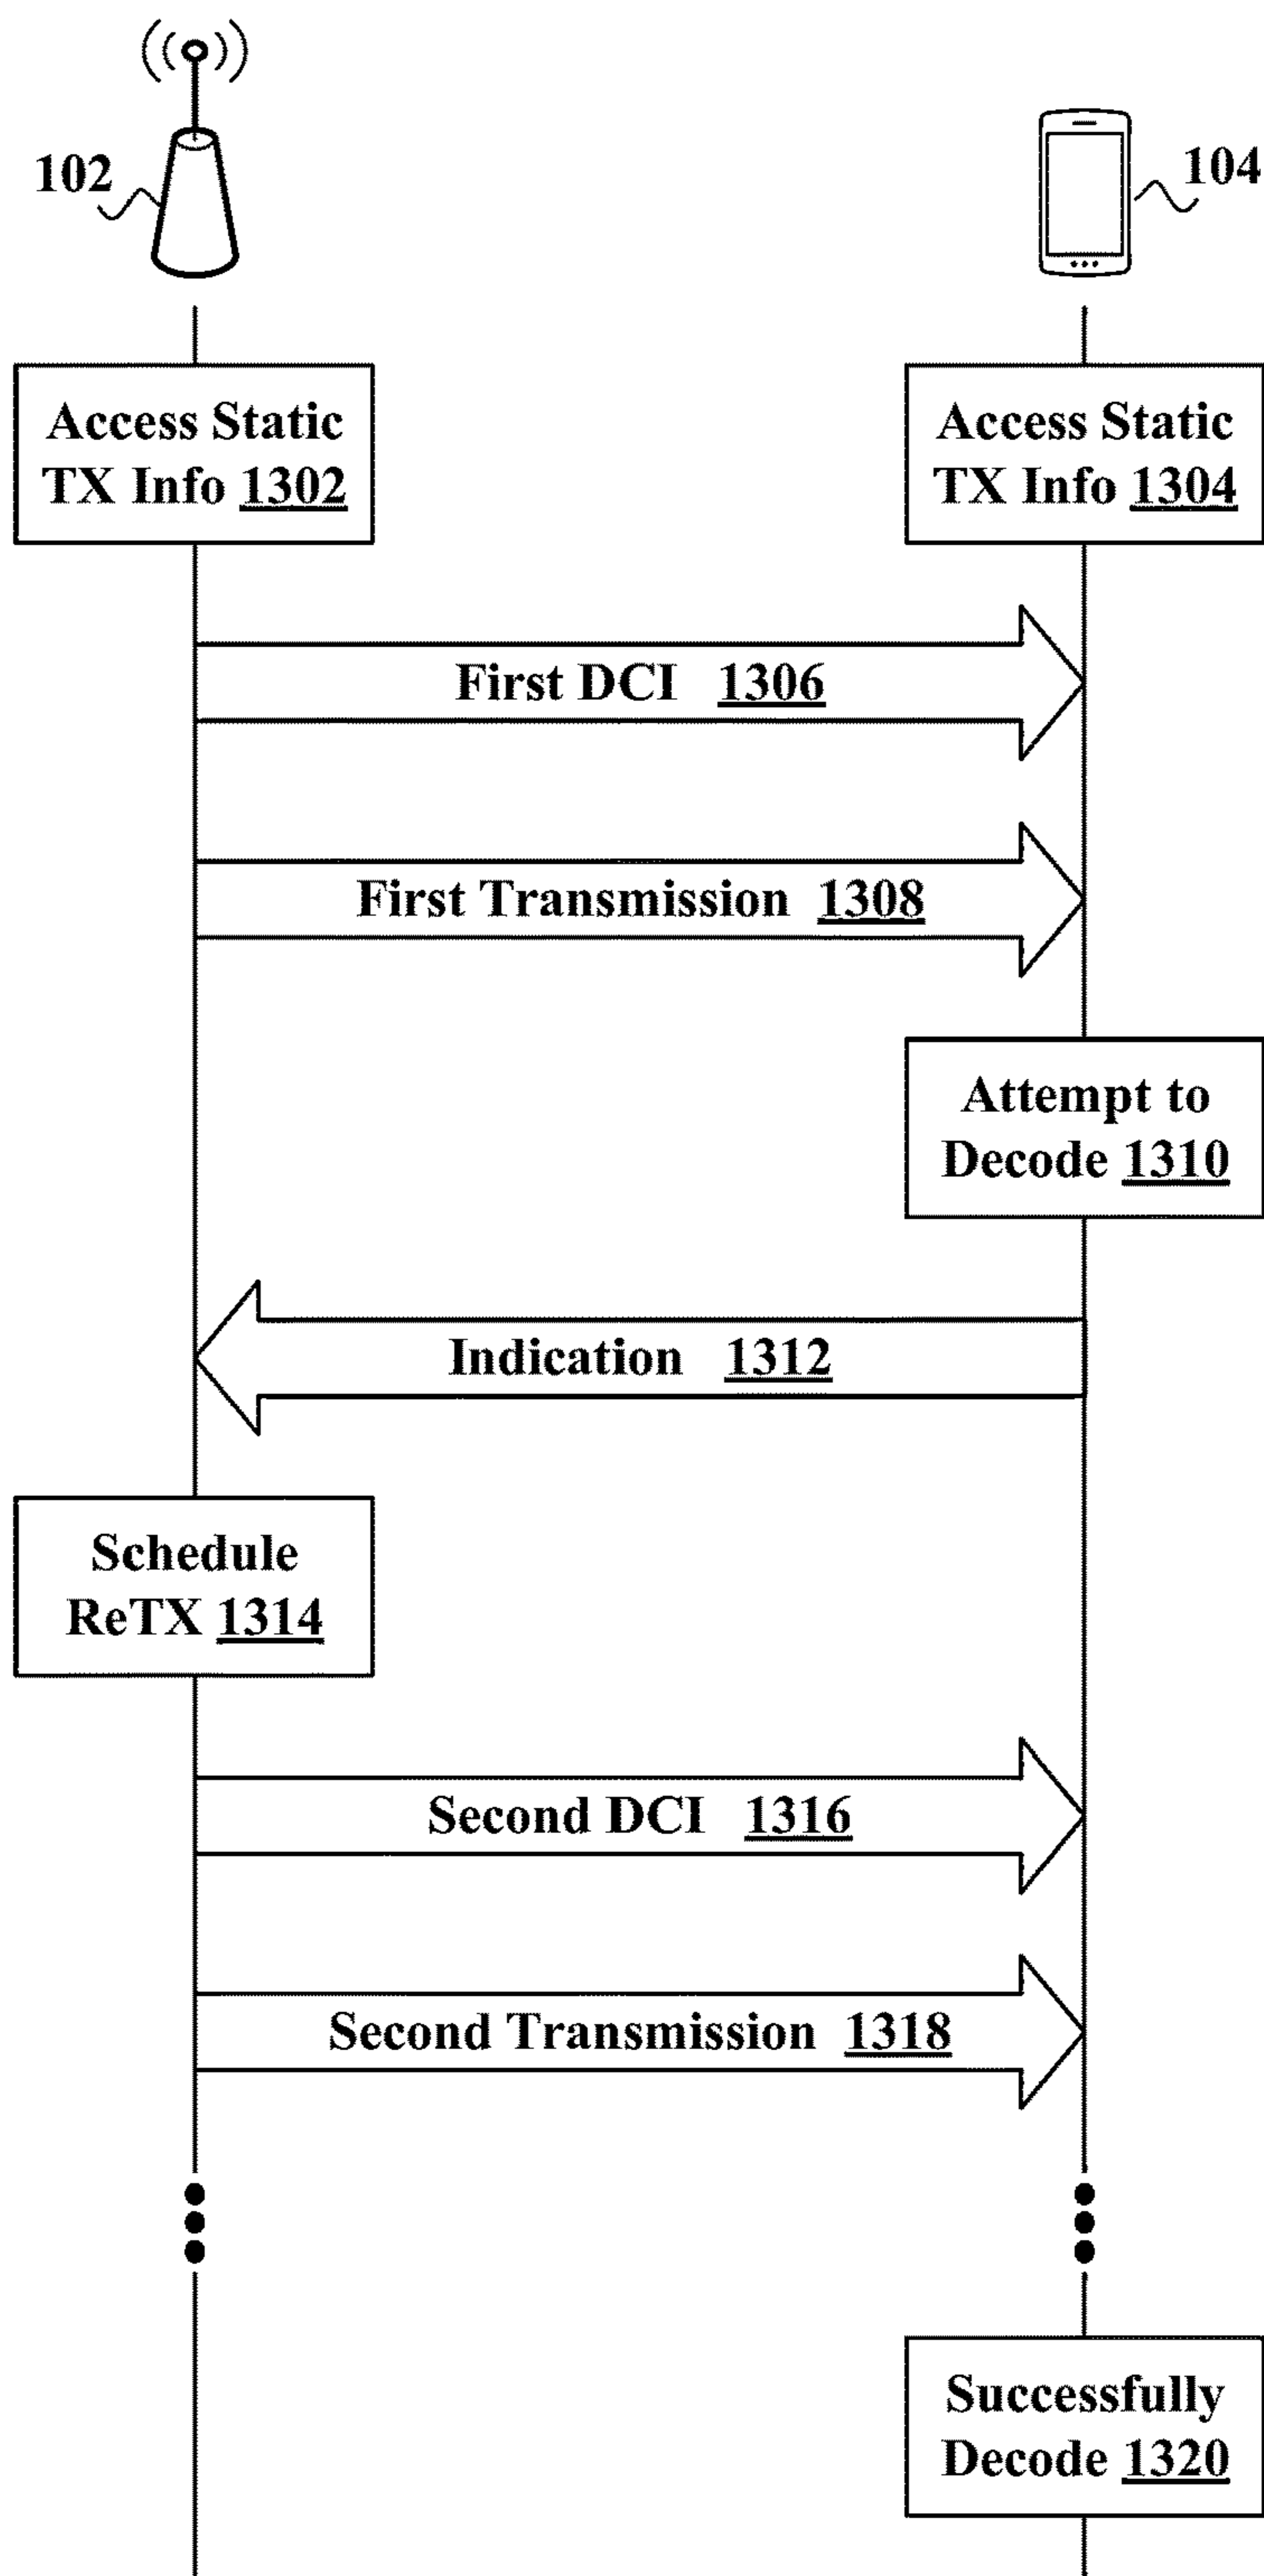 102
104
Access Static
TX Info 1302
Access Static
TX Info 1304
First DCI 1306
First Transmission 1308
Attempt to
Decode 1310
Indication 1312
Schedule
ReTX 1314
Second DCI 1316
Second Transmission 1318
Successfully
Decode 1320